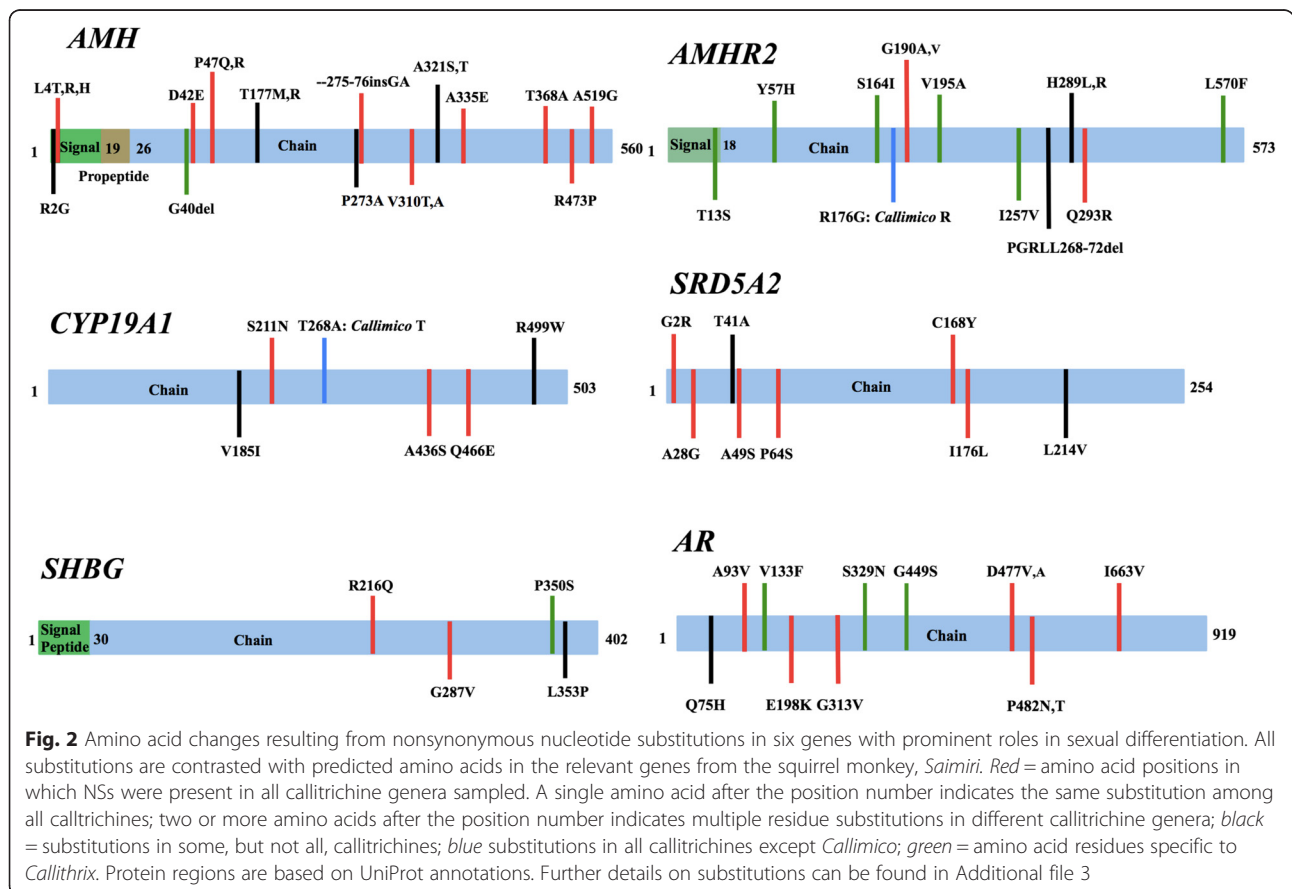 AMH
AMHR2
P47Q,R
--275-76insGA
A321S,T
G190A,V
L4T,R,H
D42E
T177M,R
A335E
T368A
A519G
Y57H
S164I
V195A
H289L,R
L570F
1
Signal
19
26
Chain
560
Propeptide
1
Signal
18
Chain
573
R2G
G40del
P273A
V310T,A
R473P
T13S
R176G: Callimico R
I257V
Q293R
PGRLL268-72del
CYP19A1
SRD5A2
S211N
T268A: Callimico T
R499W
G2R
T41A
C168Y
1
Chain
503
1
Chain
254
V185I
A436S
Q466E
A28G
A49S
P64S
I176L
L214V
SHBG
AR
R216Q
P350S
A93V
V133F
S329N
G449S
D477V,A
I663V
1
Signal
Peptide
30
Chain
402
1
Chain
919
G287V
L353P
Q75H
E198K
G313V
P482N,T
Fig. 2 Amino acid changes resulting from nonsynonymous nucleotide substitutions in six genes with prominent roles in sexual differentiation. All
substitutions are contrasted with predicted amino acids in the relevant genes from the squirrel monkey, Saimiri. Red = amino acid positions in
which NSs were present in all callitrichine genera sampled. A single amino acid after the position number indicates the same substitution among
all calltrichines; two or more amino acids after the position number indicates multiple residue substitutions in different callitrichine genera; black
= substitutions in some, but not all, callitrichines; blue substitutions in all callitrichines except Callimico; green = amino acid residues specific to
Callithrix. Protein regions are based on UniProt annotations. Further details on substitutions can be found in Additional file 3